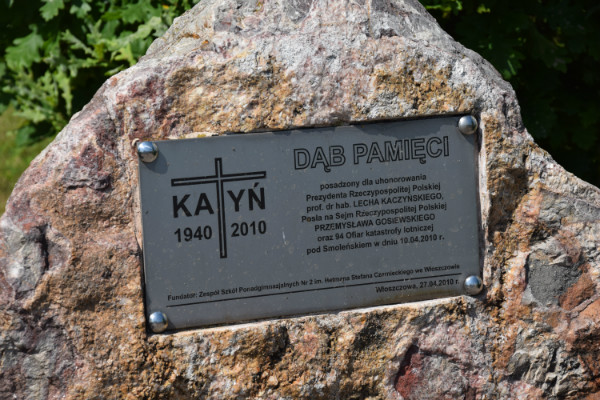 KATYŃ
1940 2010
DĄB PAMIĘCI
posadzony dla uhonorowania
Prezydenta Rzeczypospolitej Polskiej
prof. dr hab. LECHA KACZYŃSKIEGO,
Posła na Sejm Rzeczypospolitej Polskiej
PRZEMYSŁAWA GOSIEWSKIEGO
oraz 94 Ofiar katastrofy lotniczej
pod Smoleńskiem w dniu 10.04.2010 r.
Fundator: Zespół Szkół Ponadgimnazjalnych Nr 2 im. Hetmana Stefana Czarnieckiego we Włoszczowie
Włoszczowa, 27.04.2010 r.